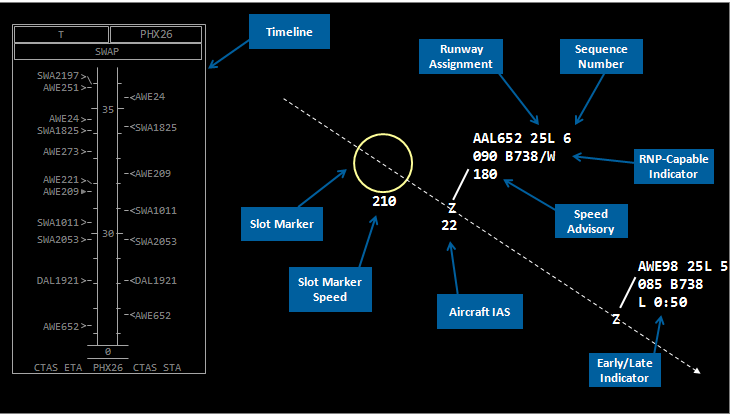 T PHX26
SWAP
SWA2197
AWE251
AWE24
SWA1825
AWE273
AWE221
AWE209
SWA1011
SWA2053
DAL1921
AWE652
35
30
0
AWE24
SWA1825
AWE209
SWA1011
SWA2053
DAL1921
AWE652
CTAS ETA PHX26 CTAS STA
Timeline
Runway
Assignment
Sequence
Number
AAL652 25L 6
090 B738/W
180
RNP-Capable
Indicator
Slot Marker
210
Z
22
Speed
Advisory
Slot Marker
Speed
Aircraft IAS
AWE98 25L 5
085 B738
L 0:50
Z
Early/Late
Indicator